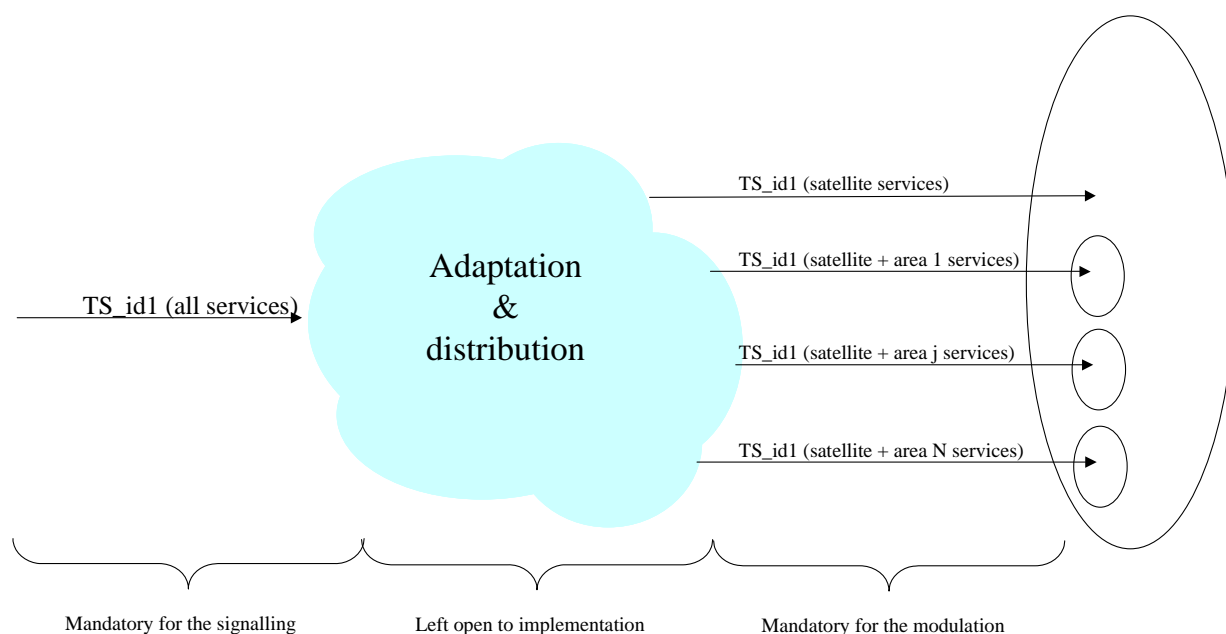 TS_id1 (all services)
Adaptation
&
distribution
TS_id1 (satellite services)
TS_id1 (satellite + area 1 services)
TS_id1 (satellite + area j services)
TS_id1 (satellite + area N services)
Mandatory for the signalling
Left open to implementation
Mandatory for the modulation